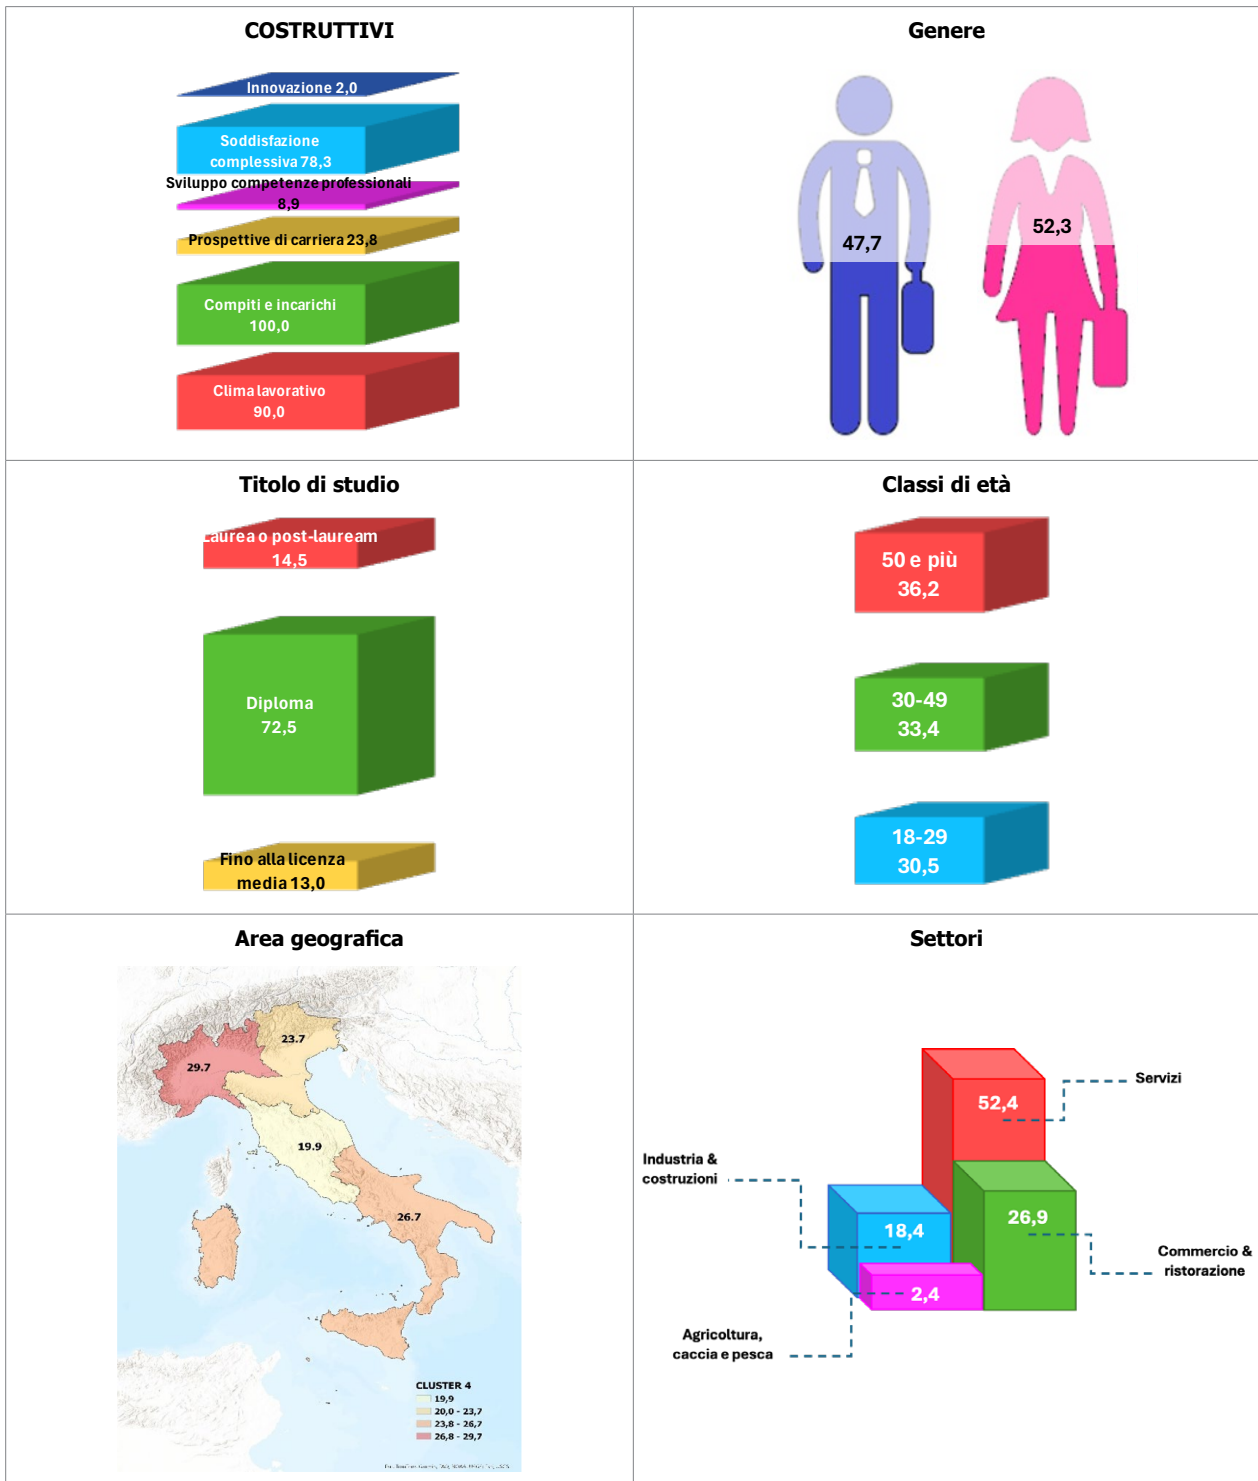 COSTRUTTIVI
Innovazione 2,0
Soddisfazione
complessiva 78,3
Sviluppo competenze professionali
8,9
Prospettive di carriera 23,8
Compiti e incarichi
100,0
Clima lavorativo
90,0
Genere
47,7
52,3
Titolo di studio
Laurea o post-lauream
14,5
Diploma
72,5
Fino alla licenza
media 13,0
Classi di età
50 e più
36,2
30-49
33,4
18-29
30,5
Area geografica
23.7
29.7
19.9
26.7
CLUSTER 4
19,9
20,0 - 23,7
23,8 - 26,7
26,8 - 29,7
Settori
Servizi
52,4
Industria &
costruzioni
18,4
26,9
Commercio &
ristorazione
2,4
Agricoltura,
caccia e pesca